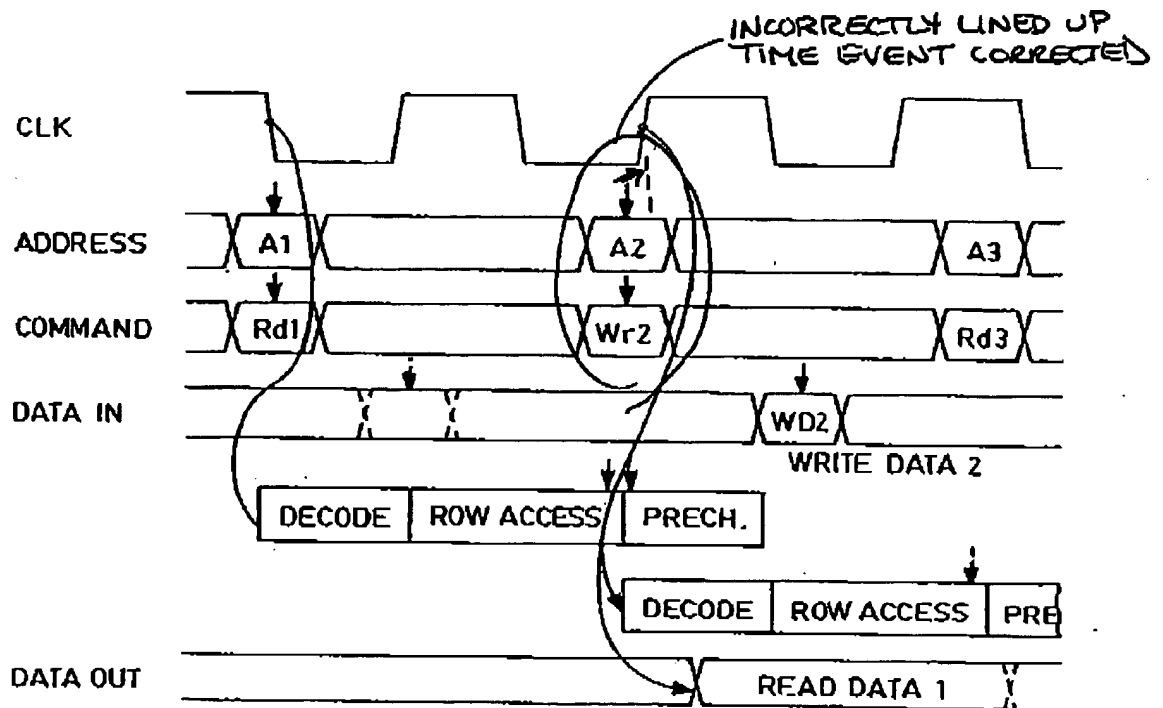 INCORRECTLY LINED UP
TIME EVENT CORRECTED
CLK
ADDRESS A1 A2 A3
COMMAND Rd1 Wr2 Rd3
DATA IN WD2
WRITE DATA 2
DECODE ROW ACCESS PRECH.
DECODE ROW ACCESS PRE
DATA OUT READ DATA 1